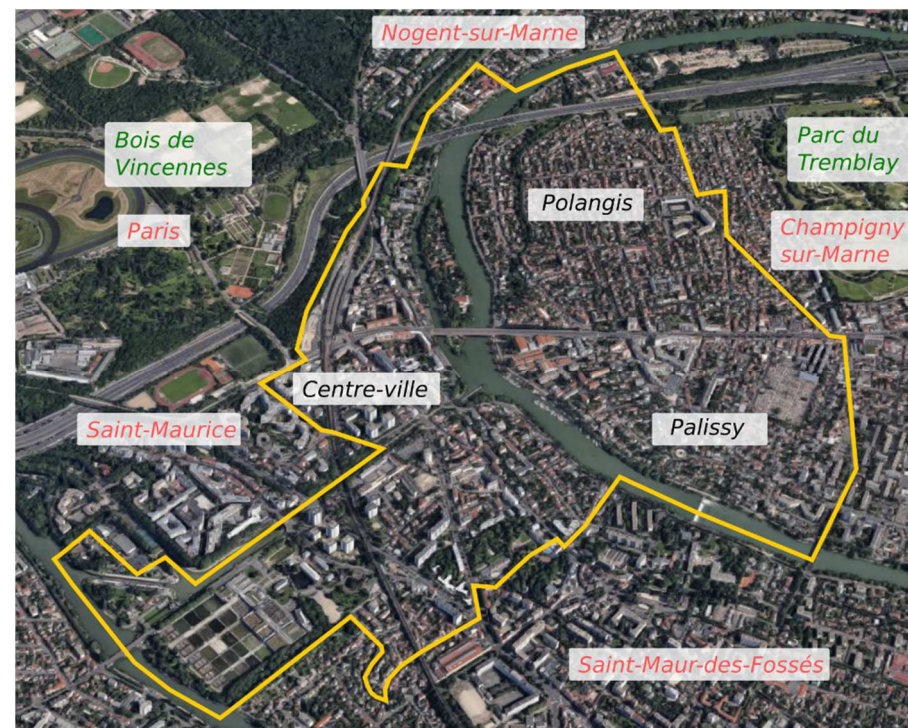 Nogent-sur-Marne
Bois de
Vincennes
Parc du
Tremblay
Polangis
Paris
Champigny
sur-Marne
Centre-ville
Saint-Maurice
Palissy
Saint-Maur-des-Fossés